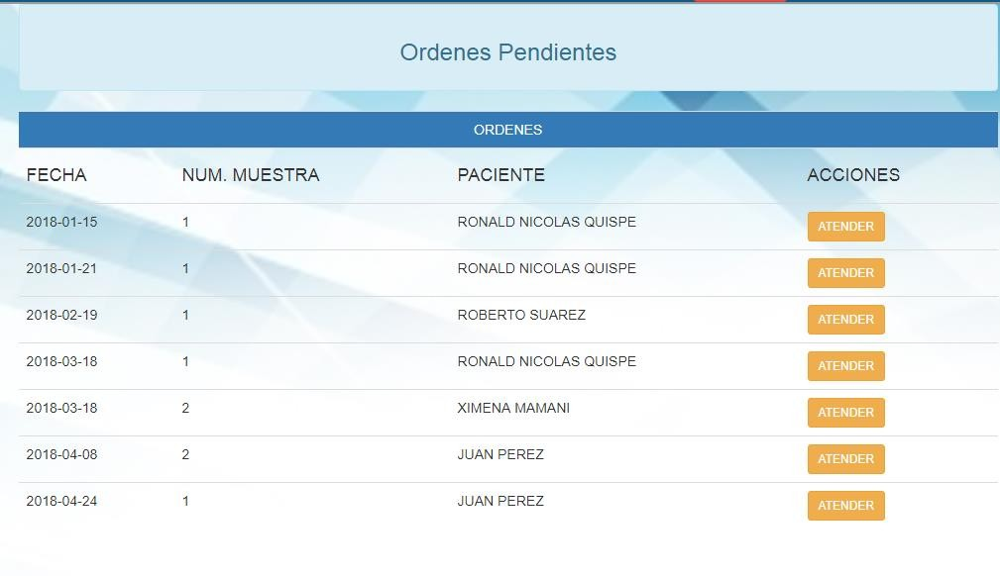 Ordenes Pendientes
ORDENES
FECHA NUM. MUESTRA PACIENTE ACCIONES
2018-01-15 1 RONALD NICOLAS QUISPE ATENDER
2018-01-21 1 RONALD NICOLAS QUISPE ATENDER
2018-02-19 1 ROBERTO SUAREZ ATENDER
2018-03-18 1 RONALD NICOLAS QUISPE ATENDER
2018-03-18 2 XIMENA MAMANI ATENDER
2018-04-08 2 JUAN PEREZ ATENDER
2018-04-24 1 JUAN PEREZ ATENDER